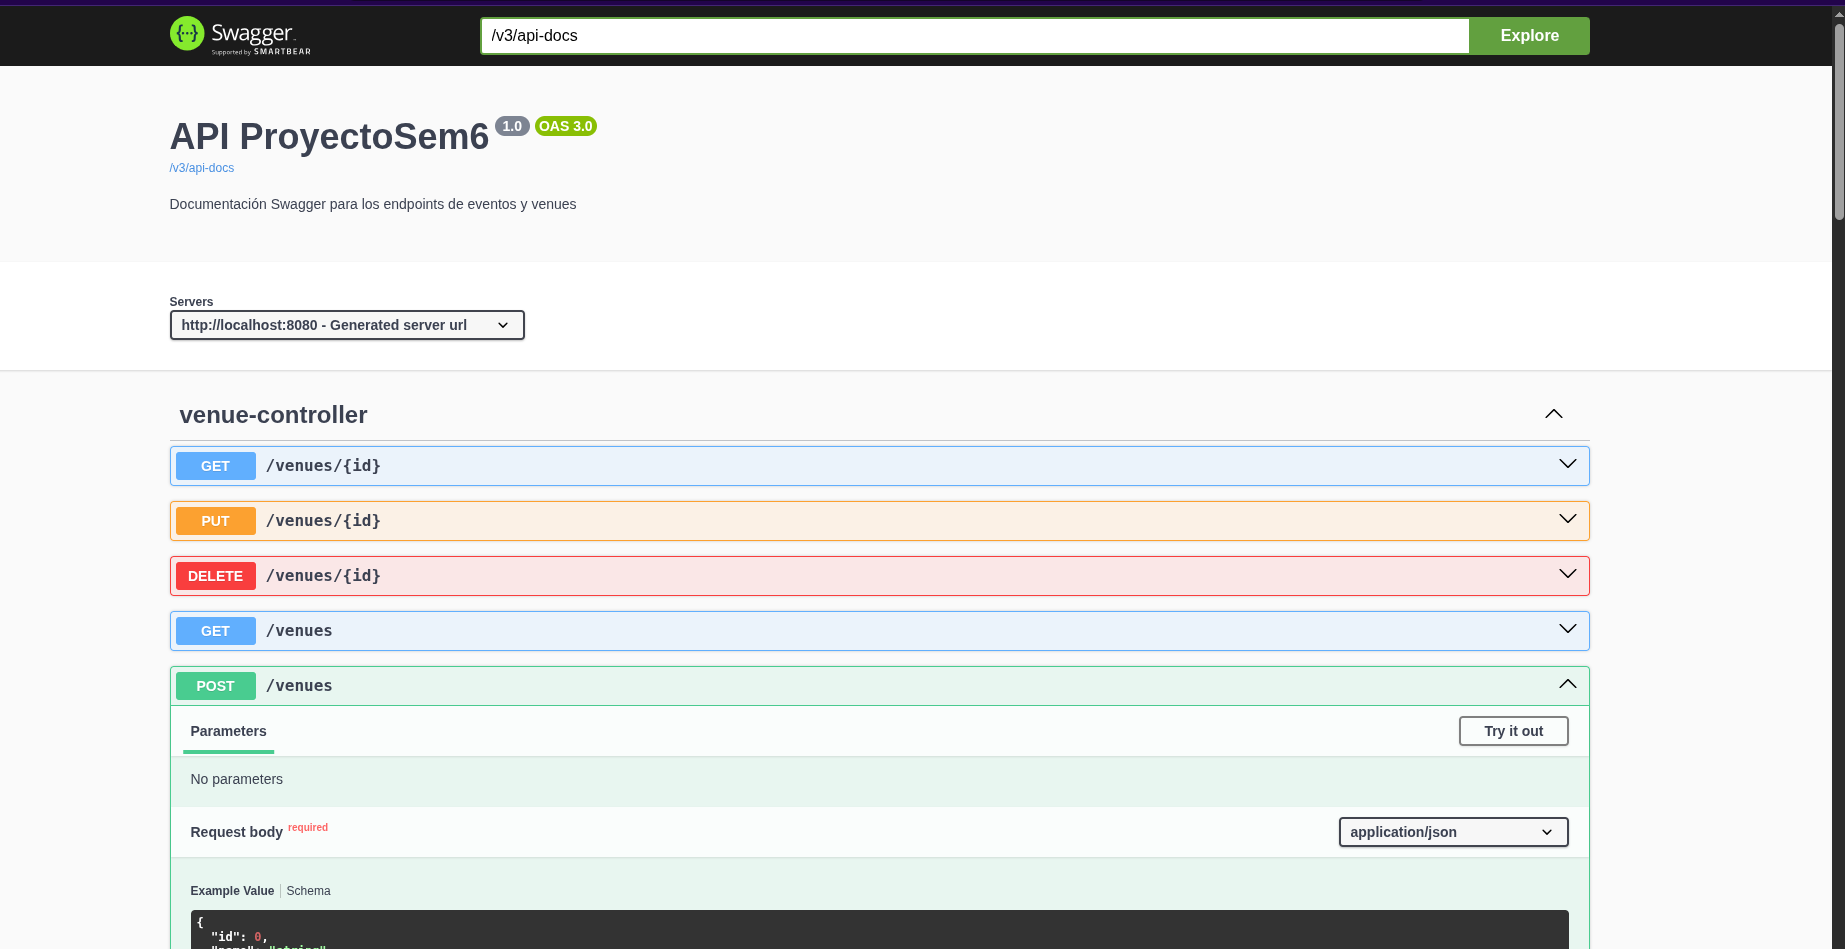 {···} Swagger
Supported by SMARTBEAR
/v3/api-docs
Explore
API ProyectoSem6 1.0 OAS 3.0
/v3/api-docs
Documentación Swagger para los endpoints de eventos y venues
Servers
http://localhost:8080 - Generated server url
venue-controller
GET /venues/{id}
PUT /venues/{id}
DELETE /venues/{id}
GET /venues
POST /venues
Parameters
Try it out
No parameters
Request body required
application/json
Example Value Schema
{
"id": 0,
"name": "string"